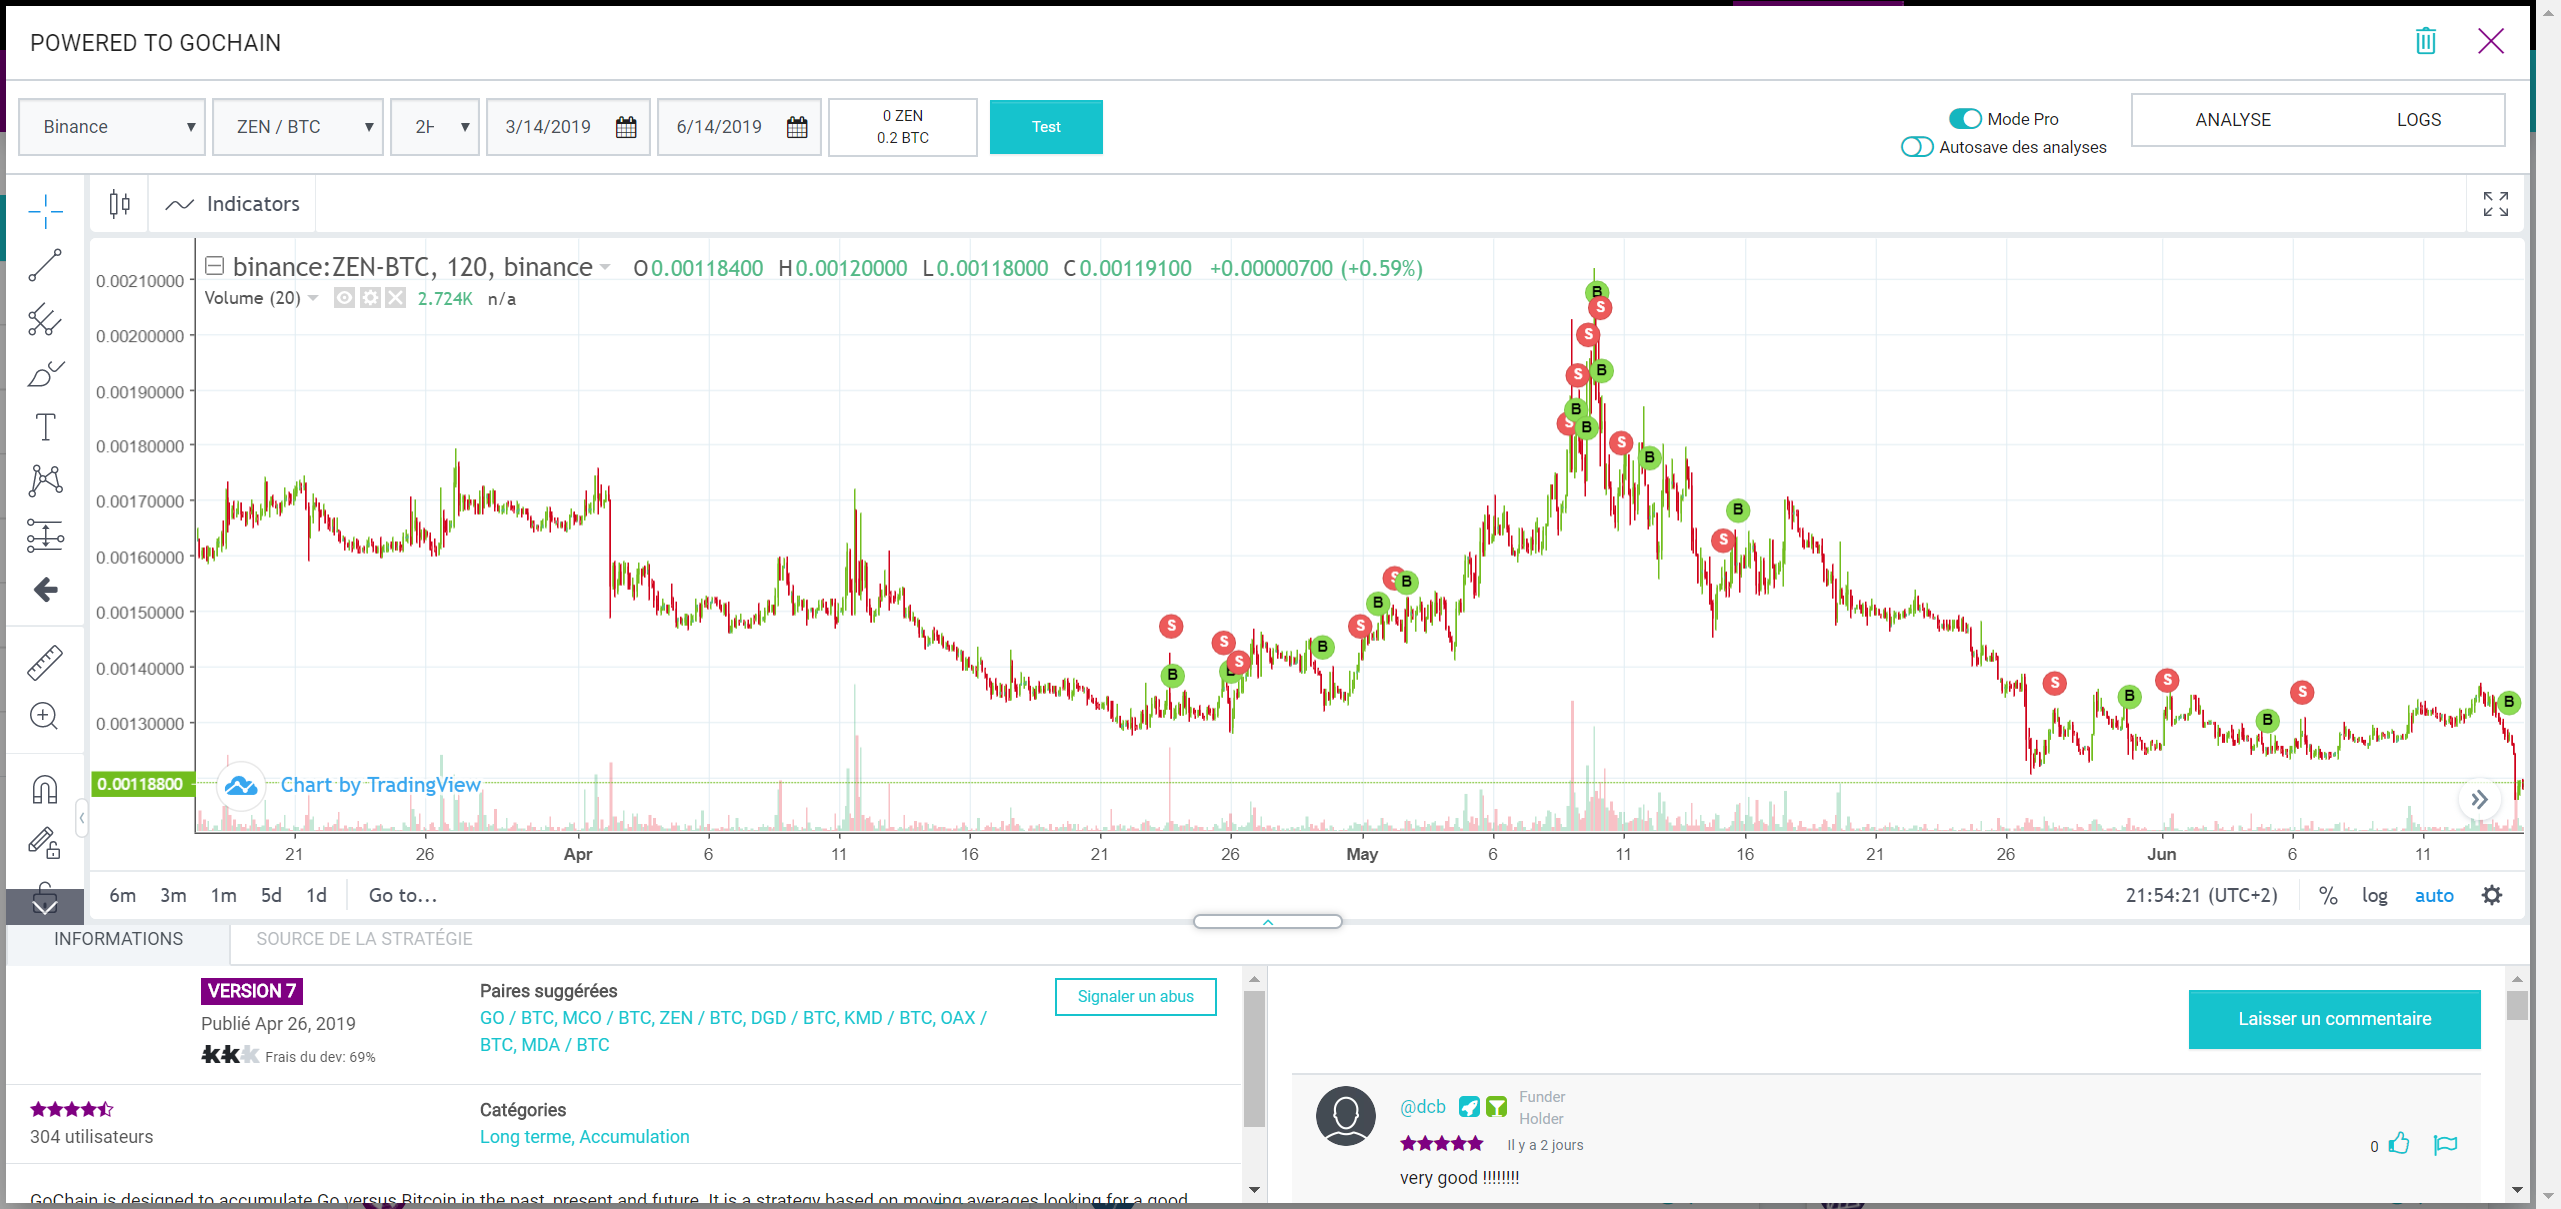 POWERED TO GOCHAIN
Binance
ZEN / BTC
3/14/2019
6/14/2019
0 ZEN
0.2 BTC
Test
Mode Pro
Autosave des analyses
ANALYSE
LOGS
Indicators
binance:ZEN-BTC, 120, binance
O0.00118400 H0.00120000 L0.00118000 C0.00119100 +0.00000700 (+0.59%)
Volume (20) 2.724K n/a
0.00210000
0.00200000
0.00190000
0.00180000
0.00170000
0.00160000
0.00150000
0.00140000
0.00130000
0.00118800
Chart by TradingView
21 26 Apr 6 11 16 21 26 May 6 11 16 21 26 Jun 6 11
6m 3m 1m 5d 1d Go to...
21:54:21 (UTC+2) % log auto
INFORMATIONS
SOURCE DE LA STRATÉGIE
VERSION 7
Publié Apr 26, 2019
Frais du dev: 69%
Paires suggérées
GO / BTC, MCO / BTC, ZEN / BTC, DGD / BTC, KMD / BTC, OAX /
BTC, MDA / BTC
Signaler un abus
304 utilisateurs
Catégories
Long terme, Accumulation
GoChain is designed to accumulate Go versus Bitcoin in the past, present and future. It is a strategy based on moving averages looking for a good
Laisser un commentaire
@dcb
Funder
Holder
Il y a 2 jours
0
very good !!!!!!!!